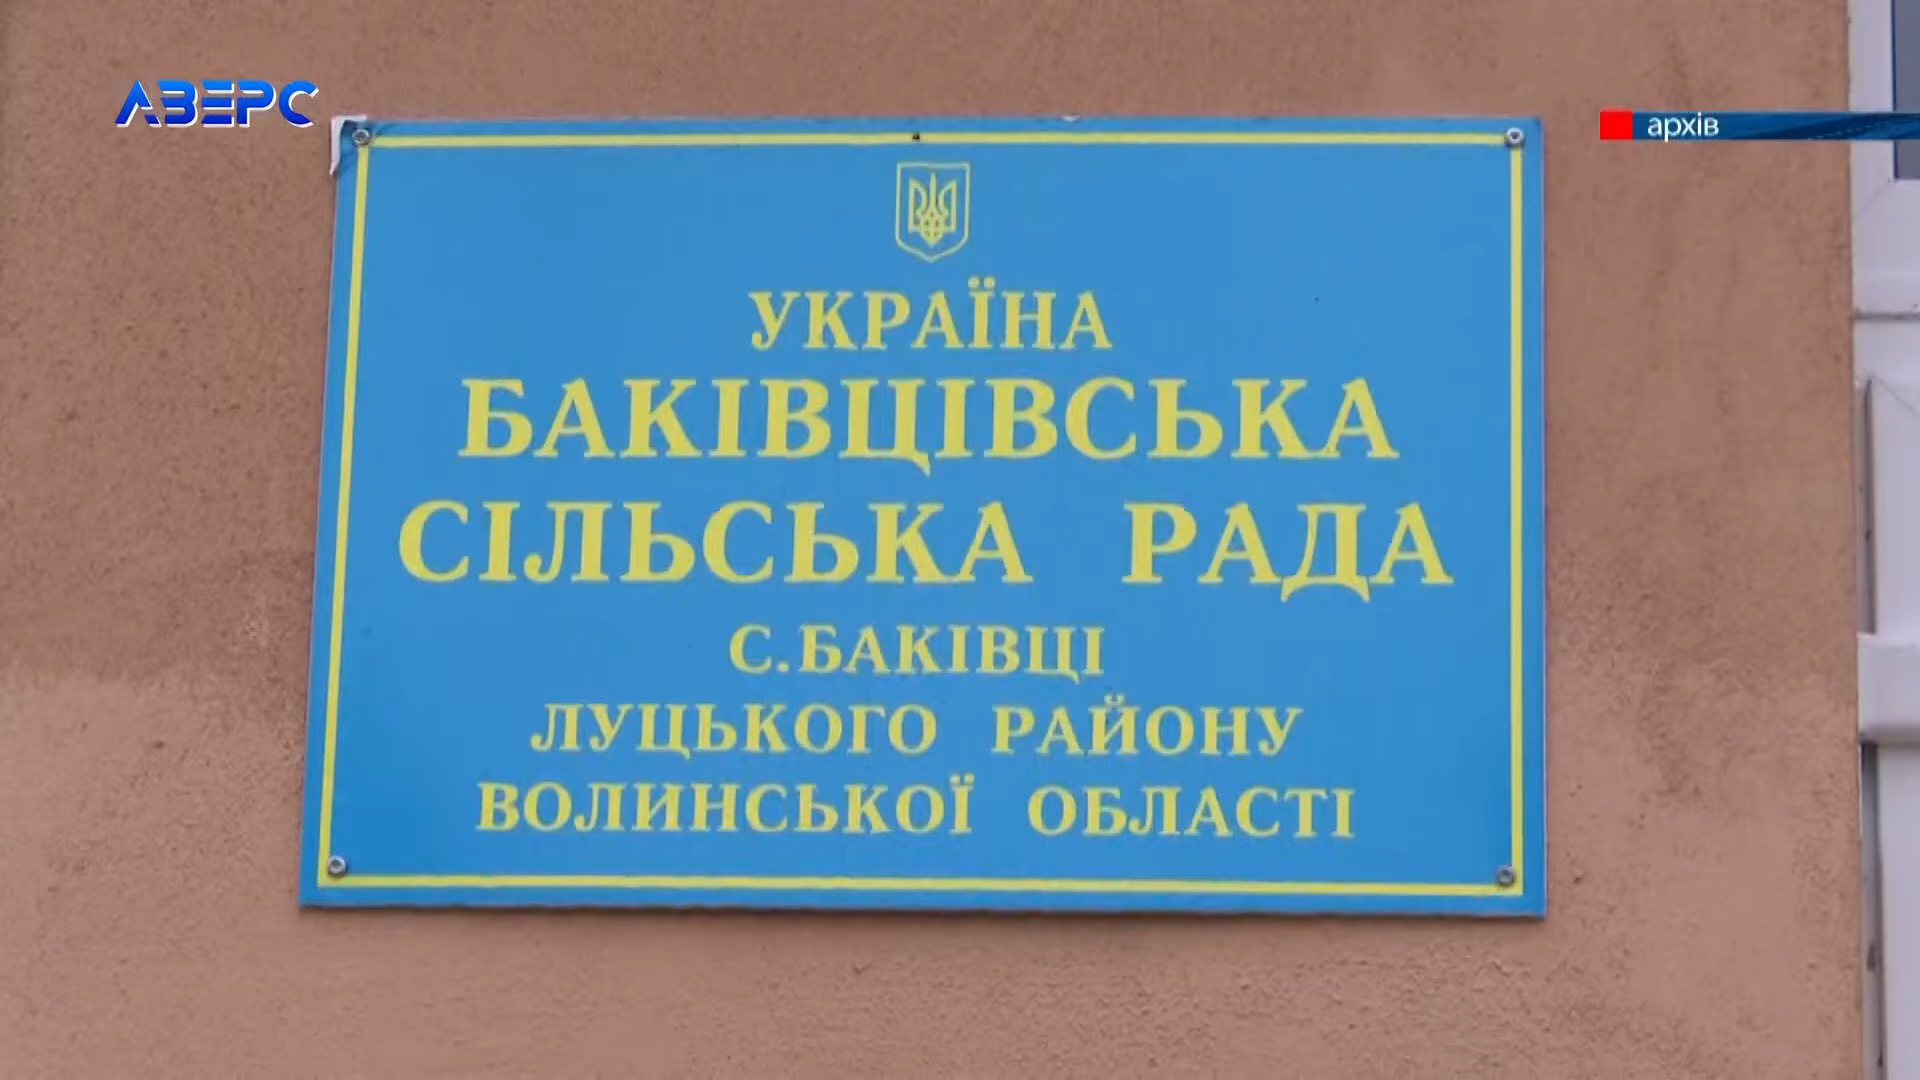 АВЕРС
архів
УКРАЇНА
БАКІВЦІВСЬКА
СІЛЬСЬКА РАДА
С.БАКІВЦІ
ЛУЦЬКОГО РАЙОНУ
ВОЛИНСЬКОЇ ОБЛАСТІ